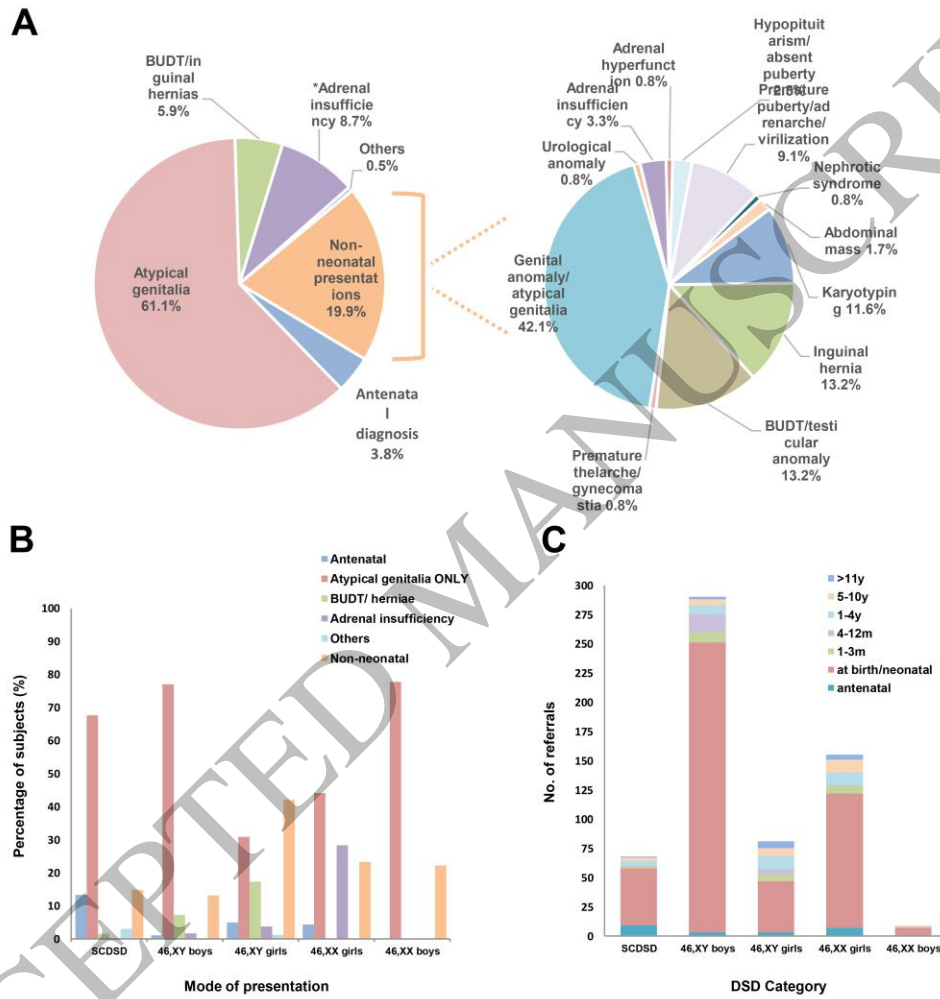 A
BUDT/in
guinal
hernias
5.9%
*Adrenal
insufficie
ncy 8.7%
Others
0.5%
Non-
neonatal
presentat
ions
19.9%
Atypical
genitalia
61.1%
Antenata
l
diagnosis
3.8%
Adrenal
hyperfunct
ion 0.8%
Hypopituit
arism/
absent
puberty
Premature
puberty/ad
renarche/
virilization
9.1%
Adrenal
insufficien
cy 3.3%
Urological
anomaly
0.8%
Nephrotic
syndrome
0.8%
Abdominal
mass 1.7%
Genital
anomaly/
atypical
genitalia
42.1%
Karyotypin
g 11.6%
Inguinal
hernia
13.2%
BUDT/testi
cular
anomaly
13.2%
Premature
thelarche/
gynecoma
stia 0.8%
B
Antenatal
Atypical genitalia ONLY
BUDT/ herniae
Adrenal insufficiency
Others
Non-neonatal
Percentage of subjects (%)
100
90
80
70
60
50
40
30
20
10
0
SCDSD 46,XY boys 46,XY girls 46,XX girls 46,XX boys
Mode of presentation
C
>11y
5-10y
1-4y
4-12m
1-3m
at birth/neonatal
antenatal
No. of referrals
300
275
250
225
200
175
150
125
100
75
50
25
0
SCDSD 46,XY boys 46,XY girls 46,XX girls 46,XX boys
DSD Category
CEPTED MANUSCRI